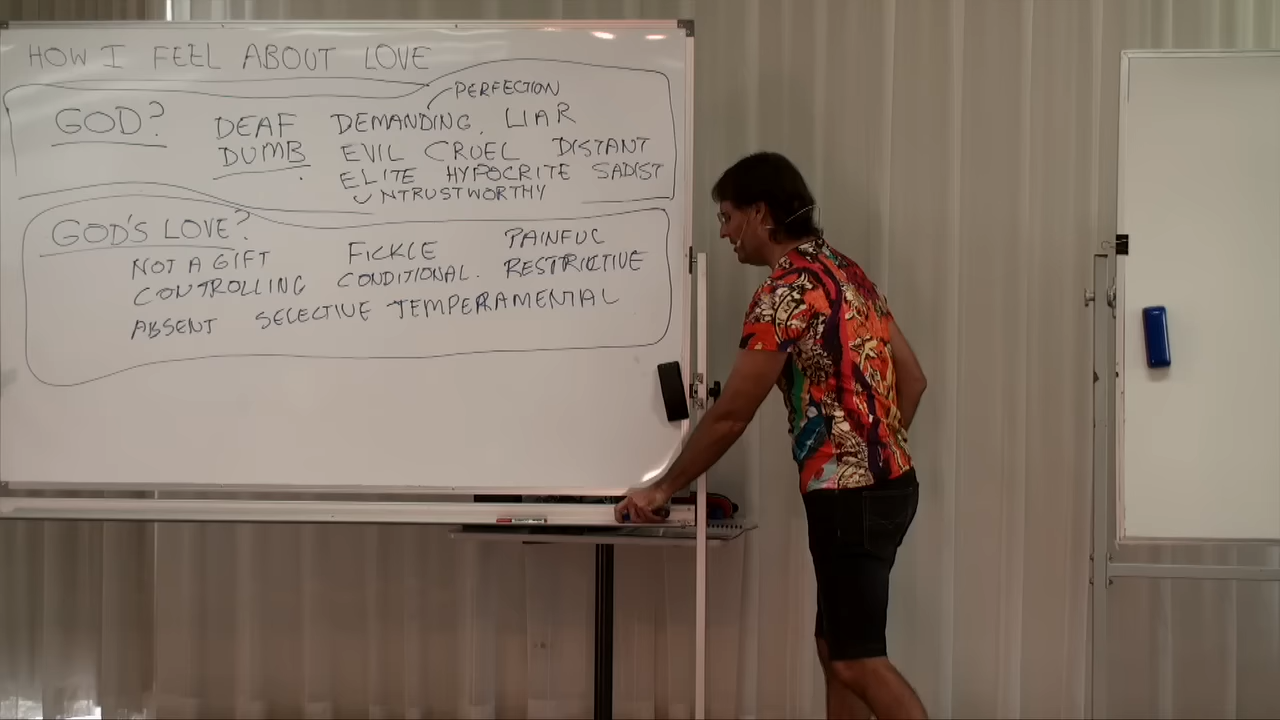 HOW I FEEL ABOUT LOVE
PERFECTION
GOD? DEAF DEMANDING. LIAR
DUMB EVIL CRUEL DISTANT
ELITE HYPOCRITE SADIST
UNTRUSTWORTHY
GOD'S LOVE?
NOT A GIFT FICKLE PAINFUL
CONTROLLING CONDITIONAL. RESTRICTIVE
ABSENT SELECTIVE TEMPERAMENTAL